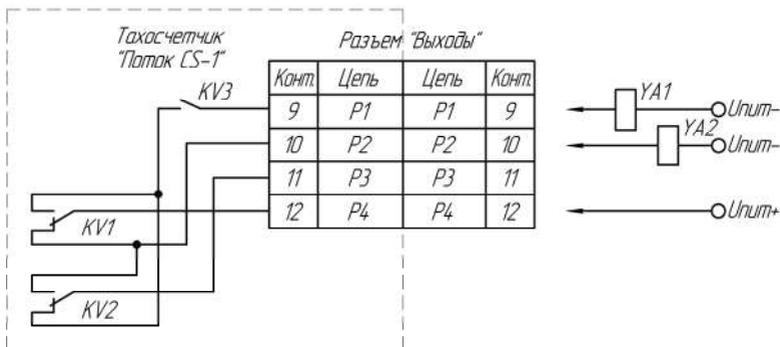 Тахосчетчик
"Поток CS-1"
Разъем "Выходы"
Конт. Цепь Цепь Конт.
9 P1 P1 9
10 P2 P2 10
11 P3 P3 11
12 P4 P4 12
KV3
KV1
KV2
YA1
Uпит-
YA2
Uпит-
Uпит+